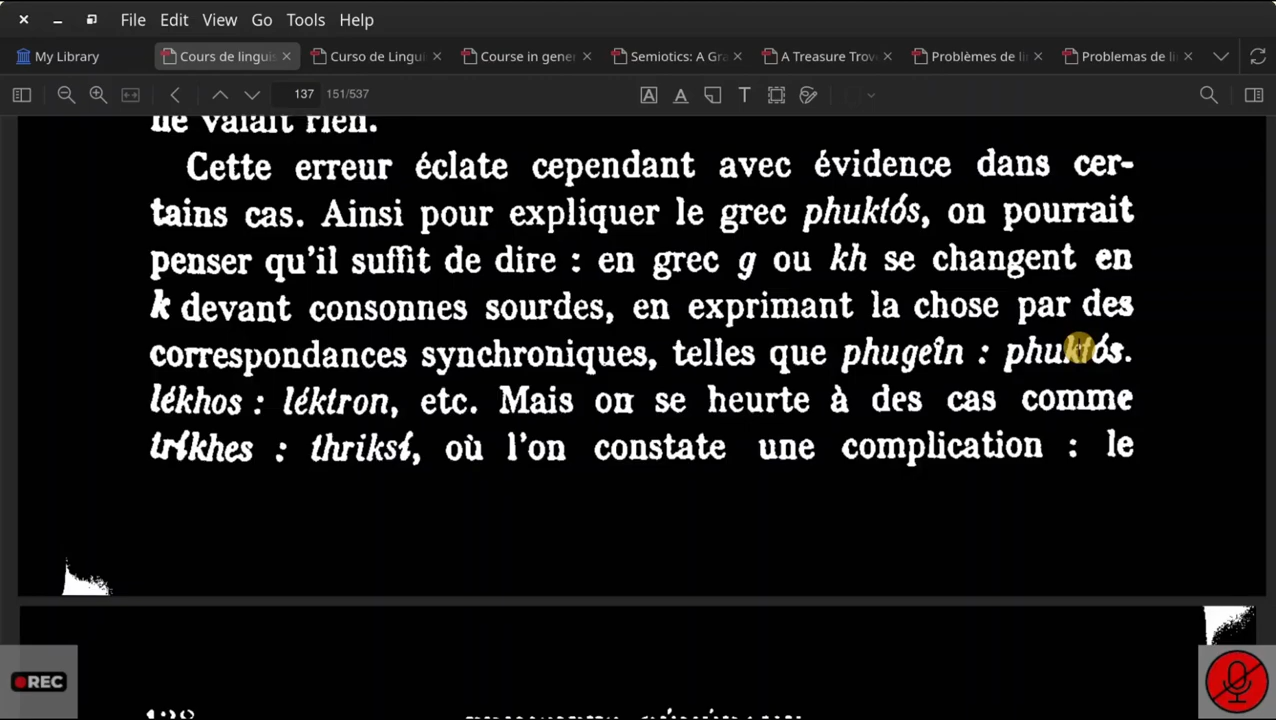 File Edit View Go Tools Help
My Library Cours de linguis Curso de Lingui Course in gene Semiotics: A Gra A Treasure Trov Problèmes de li Problemas de li
137 151/537
ne valait rien.
Cette erreur éclate cependant avec évidence dans cer-
tains cas. Ainsi pour expliquer le grec phuktós, on pourrait
penser qu'il suffit de dire : en grec g ou kh se changent en
k devant consonnes sourdes, en exprimant la chose par des
correspondances synchroniques, telles que phugeîn : phuktós.
lékhos : léktron, etc. Mais on se heurte à des cas comme
tríkhes : thriksí, où l'on constate une complication : le
REC